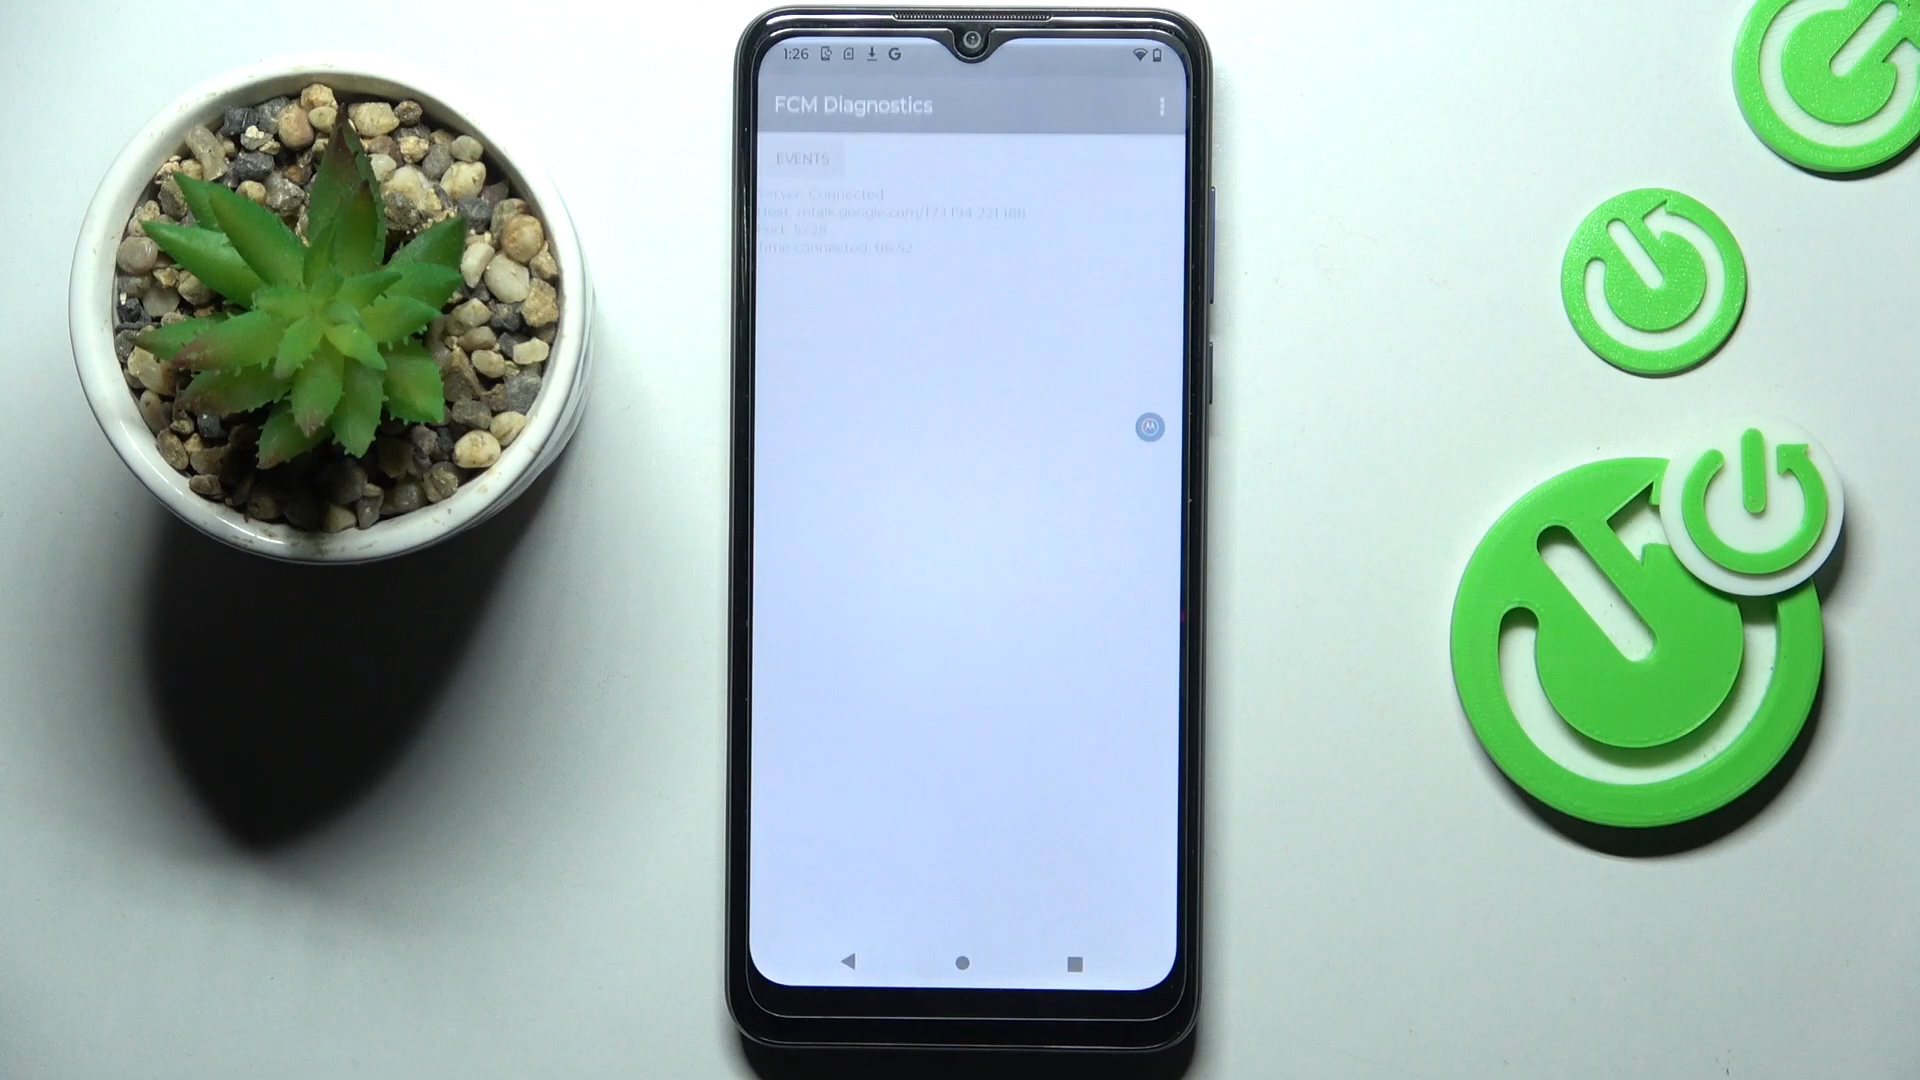 1:26
FCM Diagnostics
EVENTS
Server: Connected
Host: mtalk.google.com/173.194.221.188
Port: 5228
Time connected: 06:52